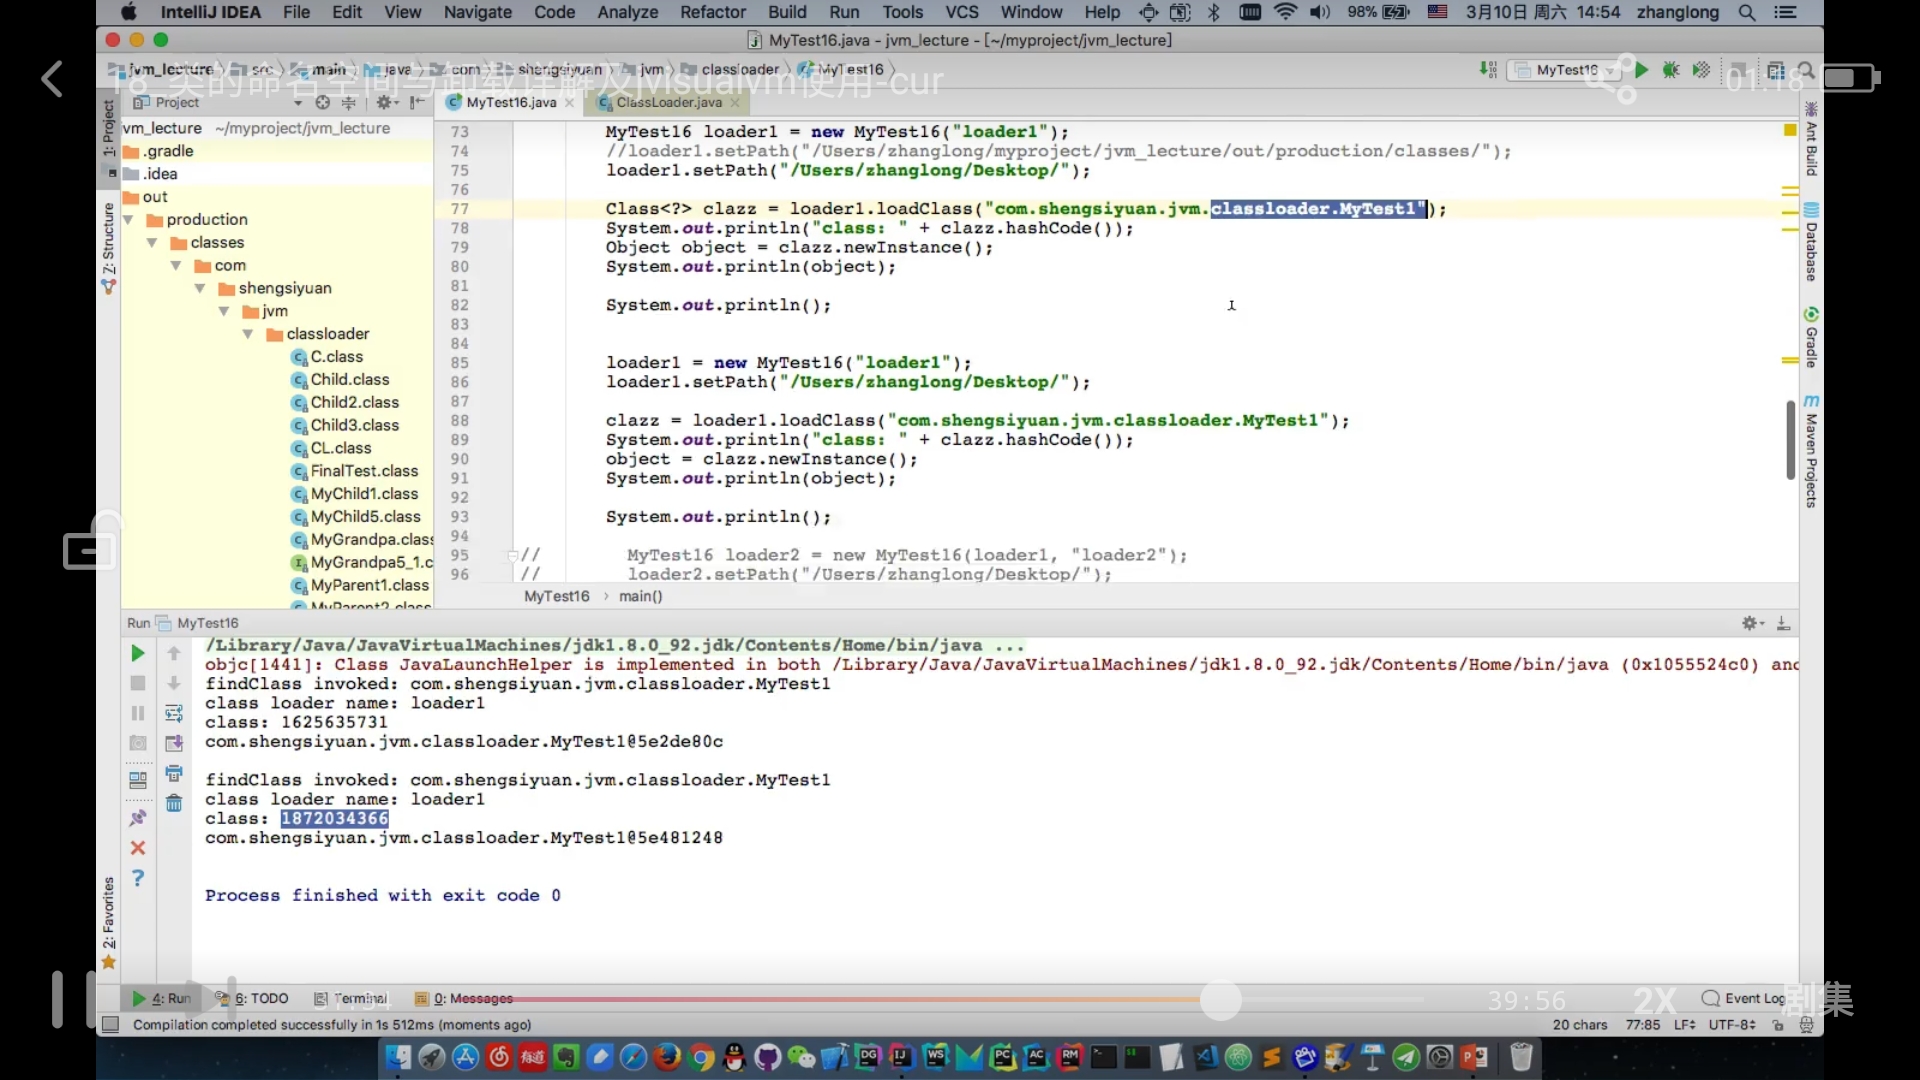 IntelliJ IDEA File Edit View Navigate Code Analyze Refactor Build Run Tools VCS Window Help 98% 3月10日 周六 14:54 zhanglong
MyTest16.java - jvm_lecture - [~/myproject/jvm_lecture]
jvm_lecture src main java com shengsiyuan jvm classloader MyTest16 MyTest16
18_类的命名空间与卸载详解及jvisualvm使用-cur 01:18
Project MyTest16.java ClassLoader.java
1: Project
Z: Structure
2: Favorites
Ant Build
Database
Gradle
Maven Projects
vm_lecture ~/myproject/jvm_lecture
.gradle
.idea
out
production
classes
com
shengsiyuan
jvm
classloader
C.class
Child.class
Child2.class
Child3.class
CL.class
FinalTest.class
MyChild1.class
MyChild5.class
MyGrandpa.class
MyGrandpa5_1.c
MyParent1.class
MyParent2.class
73 MyTest16 loader1 = new MyTest16("loader1");
74 //loader1.setPath("/Users/zhanglong/myproject/jvm_lecture/out/production/classes/");
75 loader1.setPath("/Users/zhanglong/Desktop/");
76
77 Class<?> clazz = loader1.loadClass("com.shengsiyuan.jvm.classloader.MyTest1");
78 System.out.println("class: " + clazz.hashCode());
79 Object object = clazz.newInstance();
80 System.out.println(object);
81
82 System.out.println();
83
84
85 loader1 = new MyTest16("loader1");
86 loader1.setPath("/Users/zhanglong/Desktop/");
87
88 clazz = loader1.loadClass("com.shengsiyuan.jvm.classloader.MyTest1");
89 System.out.println("class: " + clazz.hashCode());
90 object = clazz.newInstance();
91 System.out.println(object);
92
93 System.out.println();
94
95 // MyTest16 loader2 = new MyTest16(loader1, "loader2");
96 // loader2.setPath("/Users/zhanglong/Desktop/");
MyTest16 › main()
Run MyTest16
/Library/Java/JavaVirtualMachines/jdk1.8.0_92.jdk/Contents/Home/bin/java ...
objc[1441]: Class JavaLaunchHelper is implemented in both /Library/Java/JavaVirtualMachines/jdk1.8.0_92.jdk/Contents/Home/bin/java (0x1055524c0) and
findClass invoked: com.shengsiyuan.jvm.classloader.MyTest1
class loader name: loader1
class: 1625635731
com.shengsiyuan.jvm.classloader.MyTest1@5e2de80c
findClass invoked: com.shengsiyuan.jvm.classloader.MyTest1
class loader name: loader1
class: 1872034366
com.shengsiyuan.jvm.classloader.MyTest1@5e481248
Process finished with exit code 0
4: Run 6: TODO Terminal 0: Messages 39:56 2X Event Log 剧集
Compilation completed successfully in 1s 512ms (moments ago) 20 chars 77:85 LF UTF-8
有道 DG IJ WS PC AC RM